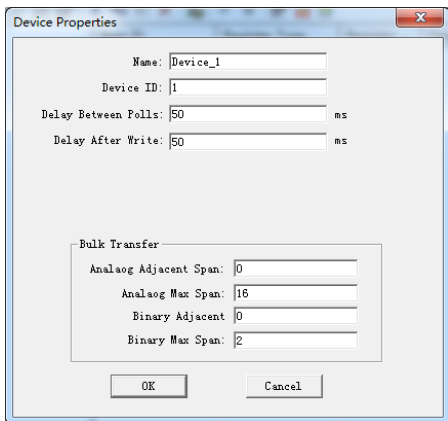 Device Properties
Name: Device_1
Device ID: 1
Delay Between Polls: 50 ms
Delay After Write: 50 ms
Bulk Transfer
Analaog Adjacent Span: 0
Analaog Max Span: 16
Binary Adjacent 0
Binary Max Span: 2
OK Cancel